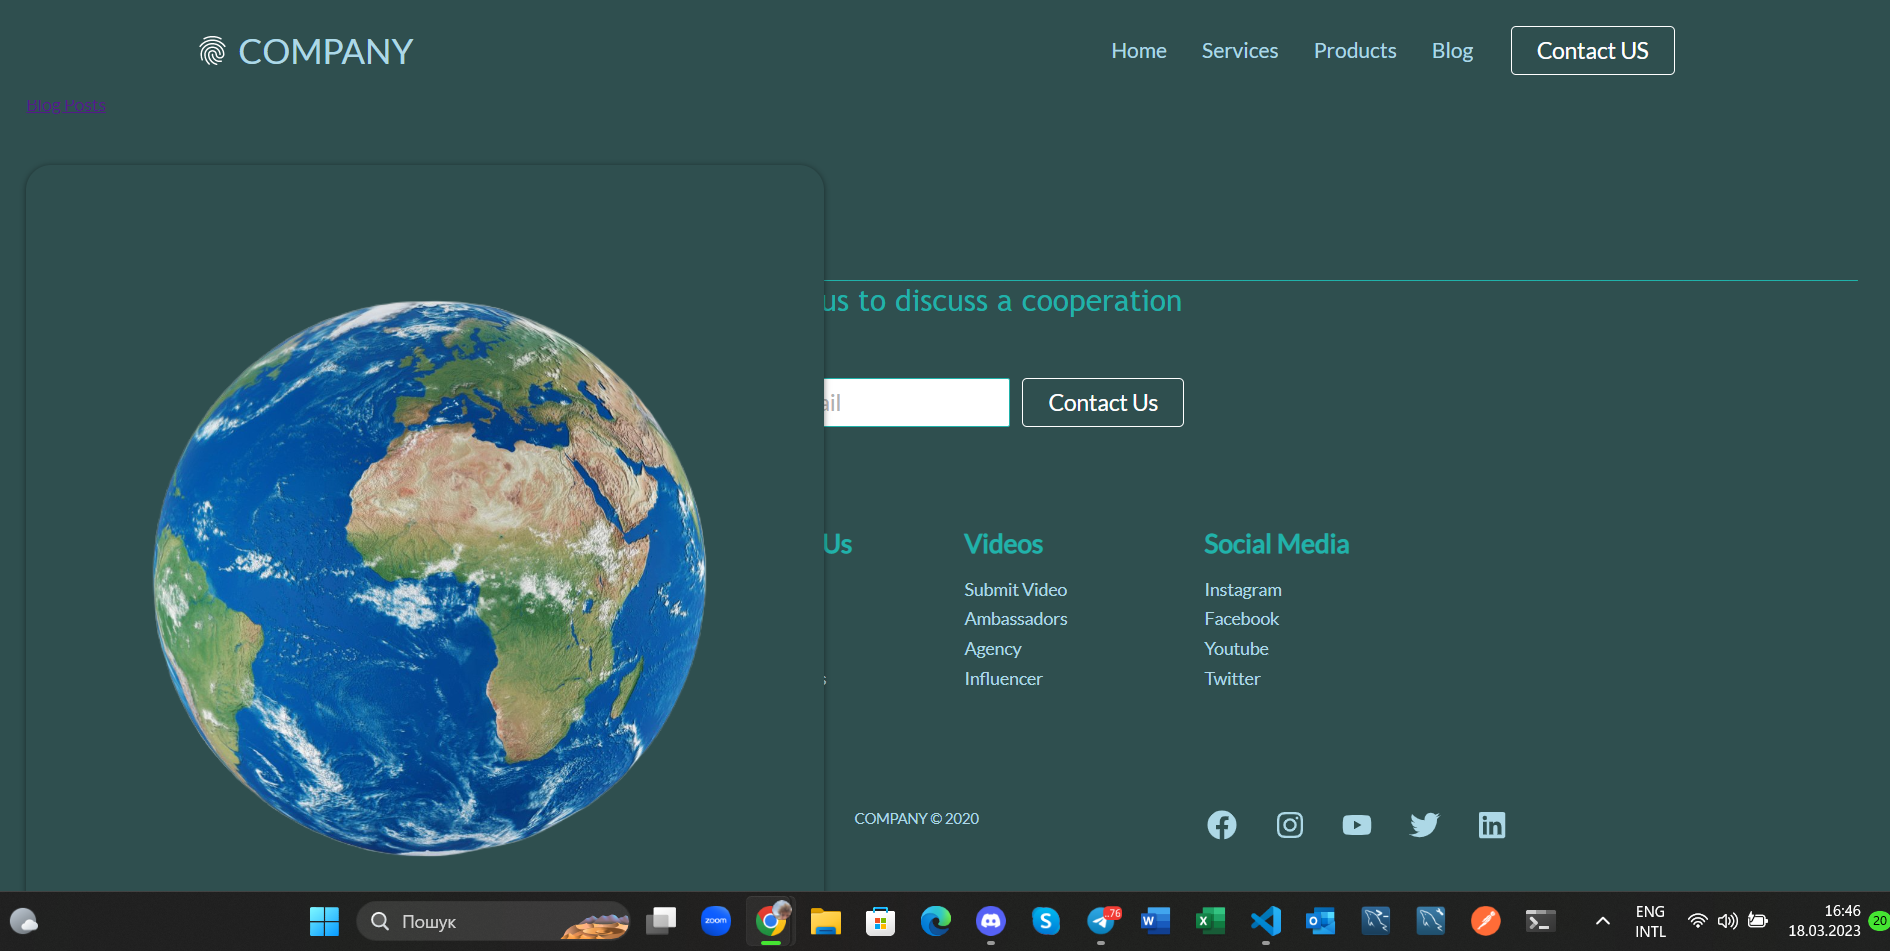 COMPANY
Home Services Products Blog Contact US
Blog Posts
us to discuss a cooperation
ail Contact Us
Us Videos Social Media
Submit Video Instagram
Ambassadors Facebook
Agency Youtube
s Influencer Twitter
COMPANY © 2020
Пошук
zoom
..76
ENG
INTL
16:46
18.03.2023
20